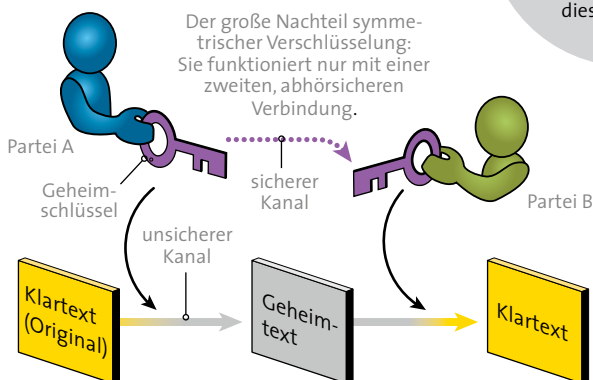 dies
Der große Nachteil symme-
trischer Verschlüsselung:
Sie funktioniert nur mit einer
zweiten, abhörsicheren
Verbindung.
Partei A
Geheim-
schlüssel
sicherer
Kanal
Partei B
unsicherer
Kanal
Klartext
(Original)
Geheim-
text
Klartext